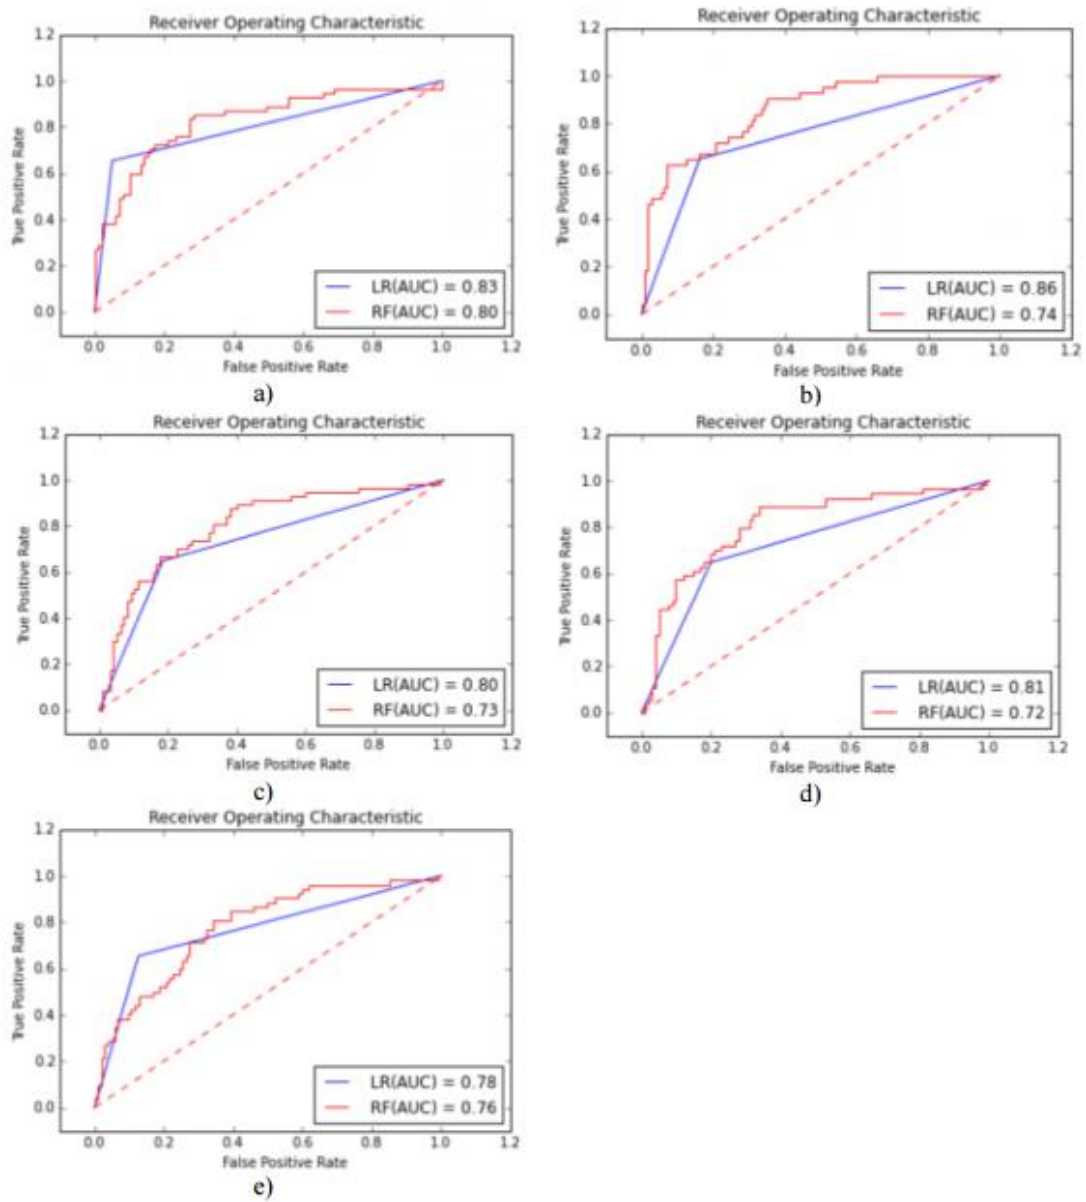 Receiver Operating Characteristic
1.2
1.0
0.8
0.6
0.4
0.2
0.0
True Positive Rate
LR(AUC) = 0.83
RF(AUC) = 0.80
0.0 0.2 0.4 0.6 0.8 1.0 1.2
False Positive Rate
a)
Receiver Operating Characteristic
1.2
1.0
0.8
0.6
0.4
0.2
0.0
True Positive Rate
LR(AUC) = 0.86
RF(AUC) = 0.74
0.0 0.2 0.4 0.6 0.8 1.0 1.2
False Positive Rate
b)
Receiver Operating Characteristic
1.2
1.0
0.8
0.6
0.4
0.2
0.0
True Positive Rate
LR(AUC) = 0.80
RF(AUC) = 0.73
0.0 0.2 0.4 0.6 0.8 1.0 1.2
False Positive Rate
c)
Receiver Operating Characteristic
1.2
1.0
0.8
0.6
0.4
0.2
0.0
True Positive Rate
LR(AUC) = 0.81
RF(AUC) = 0.72
0.0 0.2 0.4 0.6 0.8 1.0 1.2
False Positive Rate
d)
Receiver Operating Characteristic
1.2
1.0
0.8
0.6
0.4
0.2
0.0
True Positive Rate
LR(AUC) = 0.78
RF(AUC) = 0.76
0.0 0.2 0.4 0.6 0.8 1.0 1.2
False Positive Rate
e)